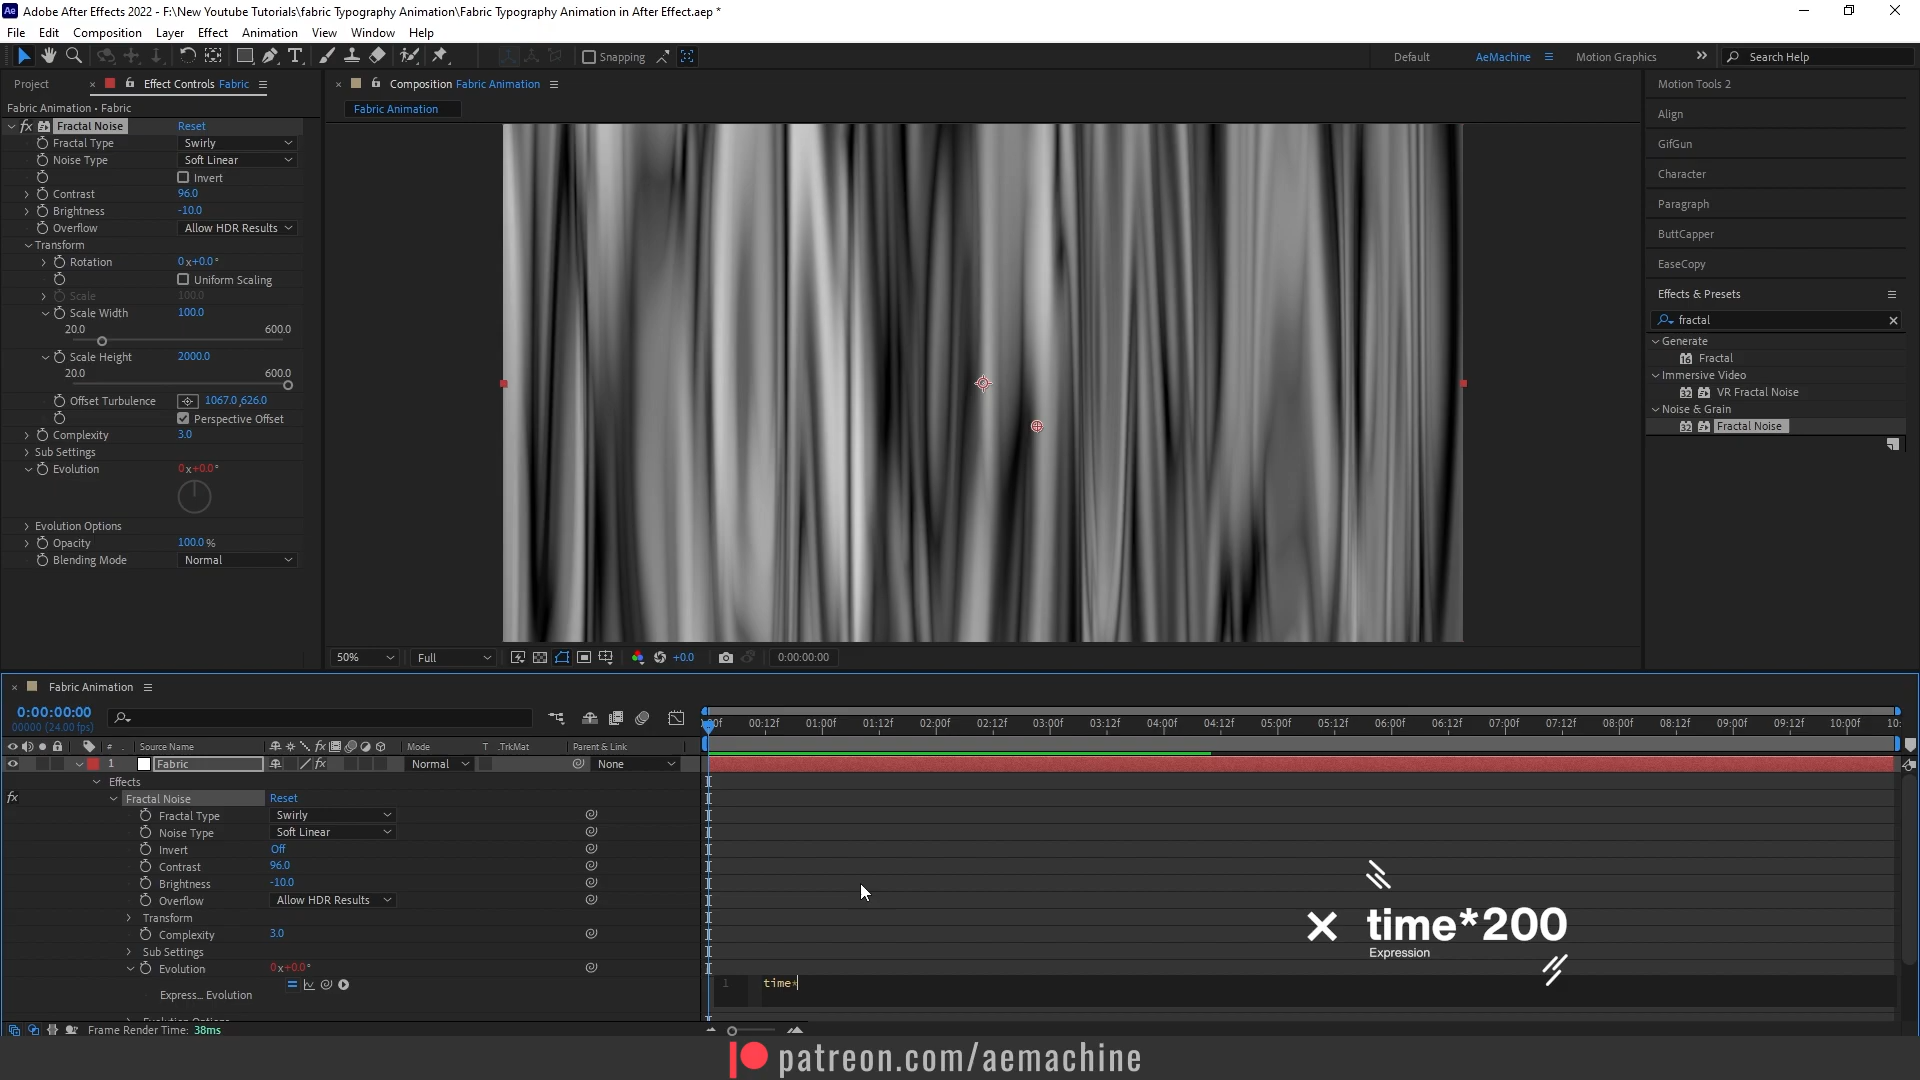 Ae Adobe After Effects 2022 - F:\New Youtube Tutorials\fabric Typography Animation\Fabric Typography Animation in After Effect.aep *
File Edit Composition Layer Effect Animation View Window Help
Snapping
Default AeMachine Motion Graphics Search Help
Project Effect Controls Fabric
Composition Fabric Animation
Fabric Animation
Fabric Animation • Fabric
fx Fractal Noise Reset
Fractal Type Swirly
Noise Type Soft Linear
Invert
Contrast 96.0
Brightness -10.0
Overflow Allow HDR Results
Transform
Rotation 0x+0.0°
Uniform Scaling
Scale 100.0
Scale Width 100.0
20.0 600.0
Scale Height 2000.0
20.0 600.0
Offset Turbulence 1067.0,626.0
Perspective Offset
Complexity 3.0
Sub Settings
Evolution 0x+0.0°
Evolution Options
Opacity 100.0 %
Blending Mode Normal
50% Full +0.0 0:00:00:00
Motion Tools 2
Align
GifGun
Character
Paragraph
ButtCapper
EaseCopy
Effects & Presets
fractal
Generate
Fractal
Immersive Video
VR Fractal Noise
Noise & Grain
Fractal Noise
Fabric Animation
0:00:00:00
00000 (24.00 fps)
00:12f 01:00f 01:12f 02:00f 02:12f 03:00f 03:12f 04:00f 04:12f 05:00f 05:12f 06:00f 06:12f 07:00f 07:12f 08:00f 08:12f 09:00f 09:12f 10:00f 10:
# Source Name Mode T .TrkMat Parent & Link
1 Fabric Normal None
Effects
fx Fractal Noise Reset
Fractal Type Swirly
Noise Type Soft Linear
Invert Off
Contrast 96.0
Brightness -10.0
Overflow Allow HDR Results
Transform
Complexity 3.0
Sub Settings
Evolution 0x+0.0°
Express... Evolution
1 time*
time*200
Expression
Frame Render Time: 38ms
patreon.com/aemachine